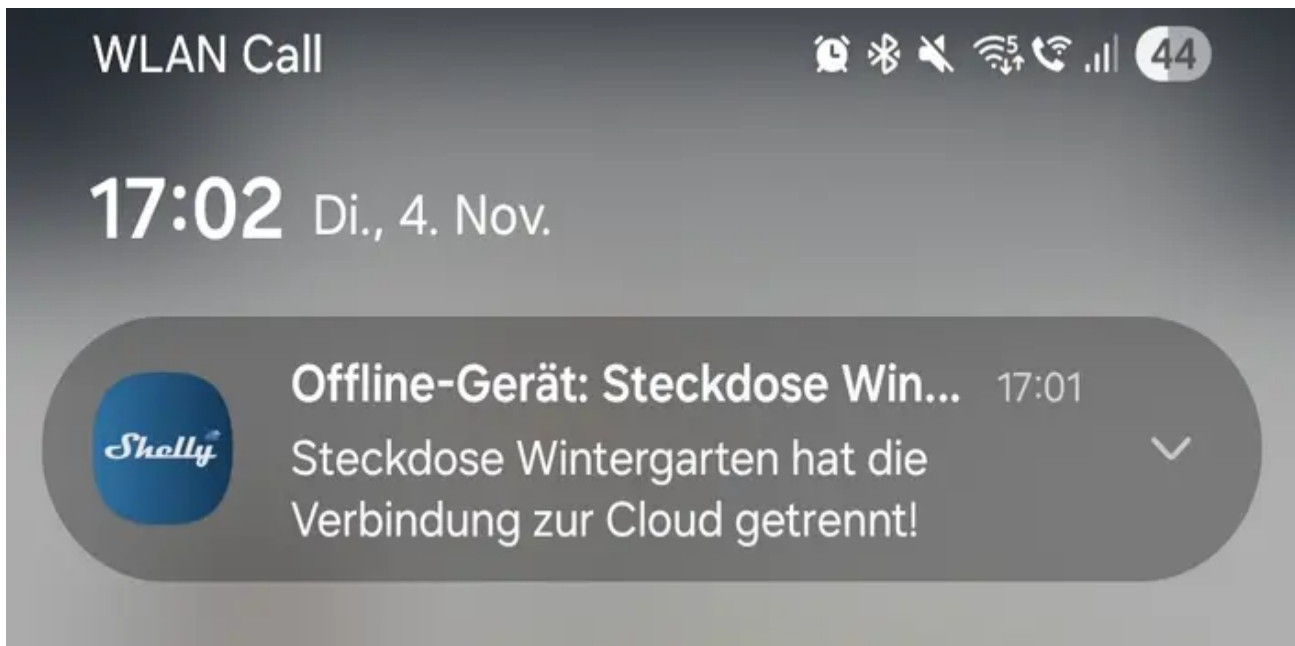 WLAN Call
5
44
17:02 Di., 4. Nov.
Offline-Gerät: Steckdose Win... 17:01
Shelly
Steckdose Wintergarten hat die
Verbindung zur Cloud getrennt!